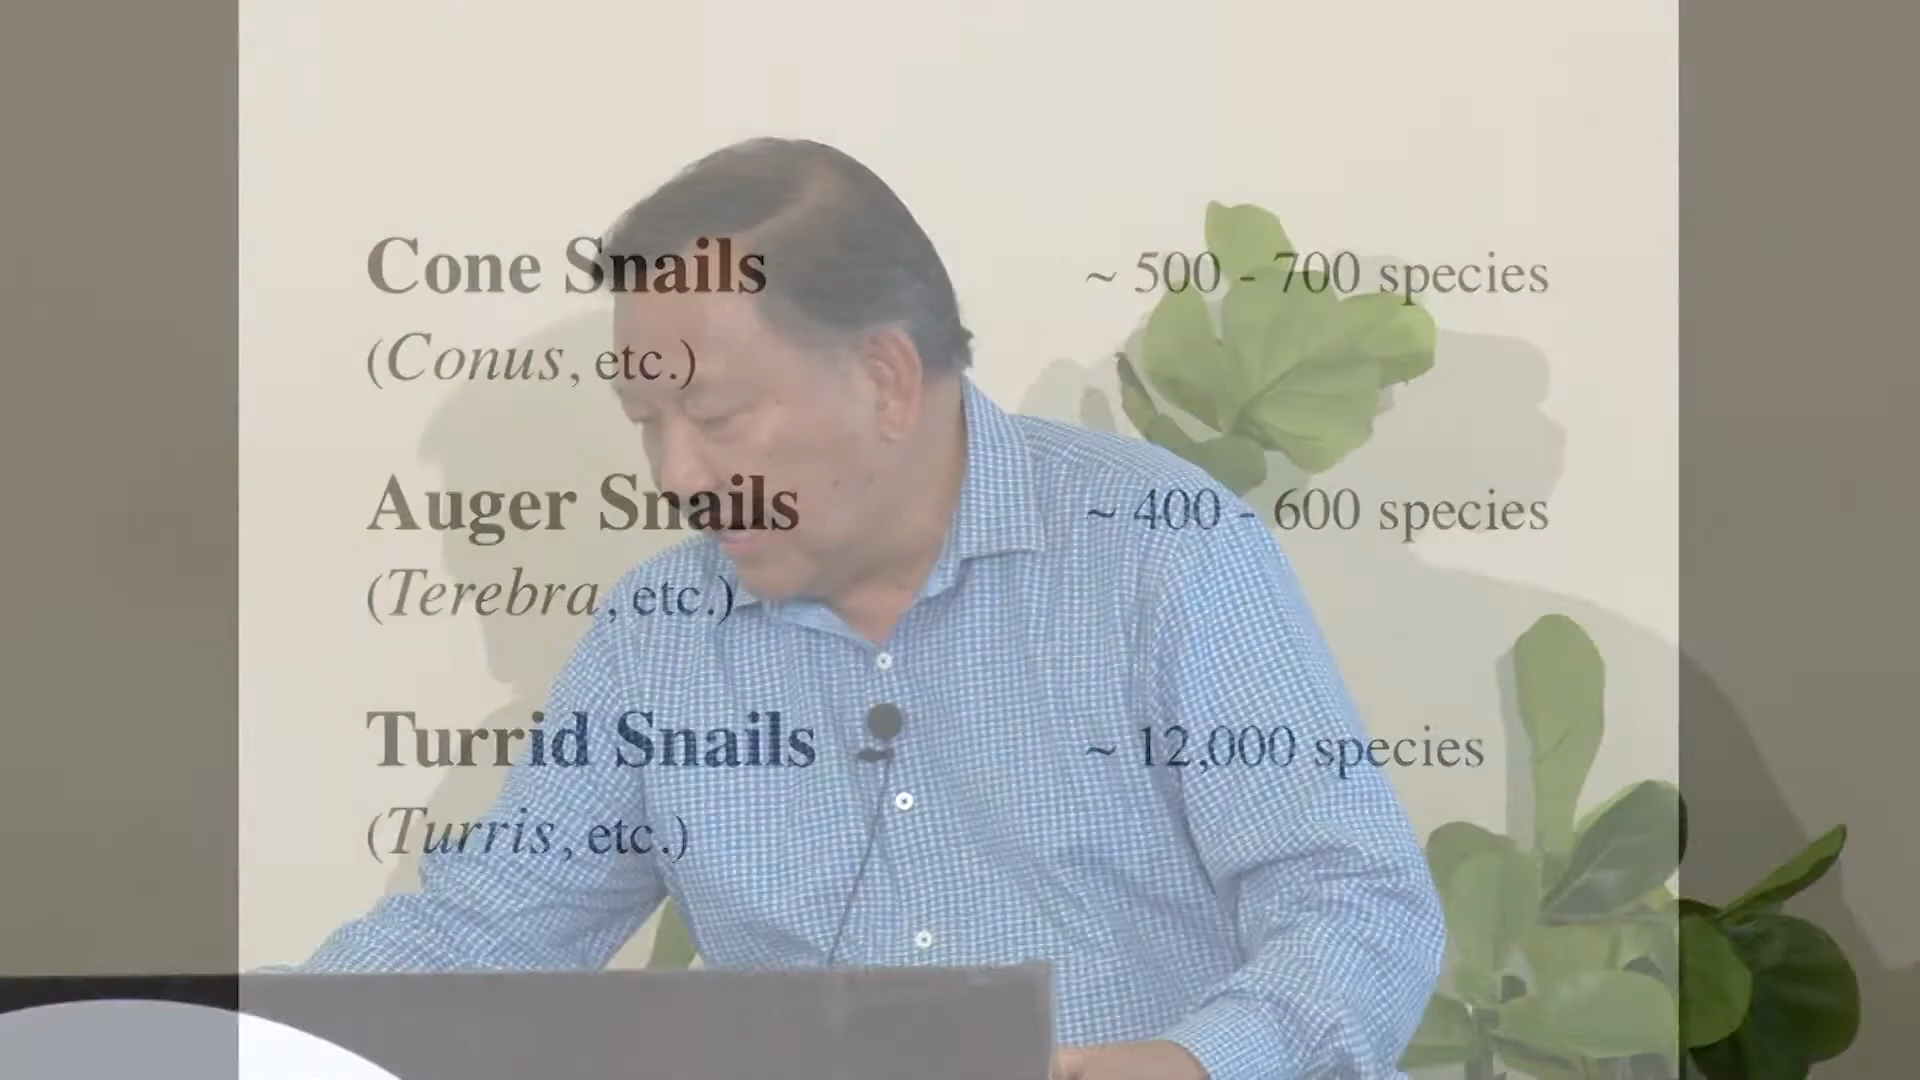 Cone Snails ~ 500 - 700 species
(Conus, etc.)
Auger Snails ~ 400 - 600 species
(Terebra, etc.)
Turrid Snails ~ 12,000 species
(Turris, etc.)